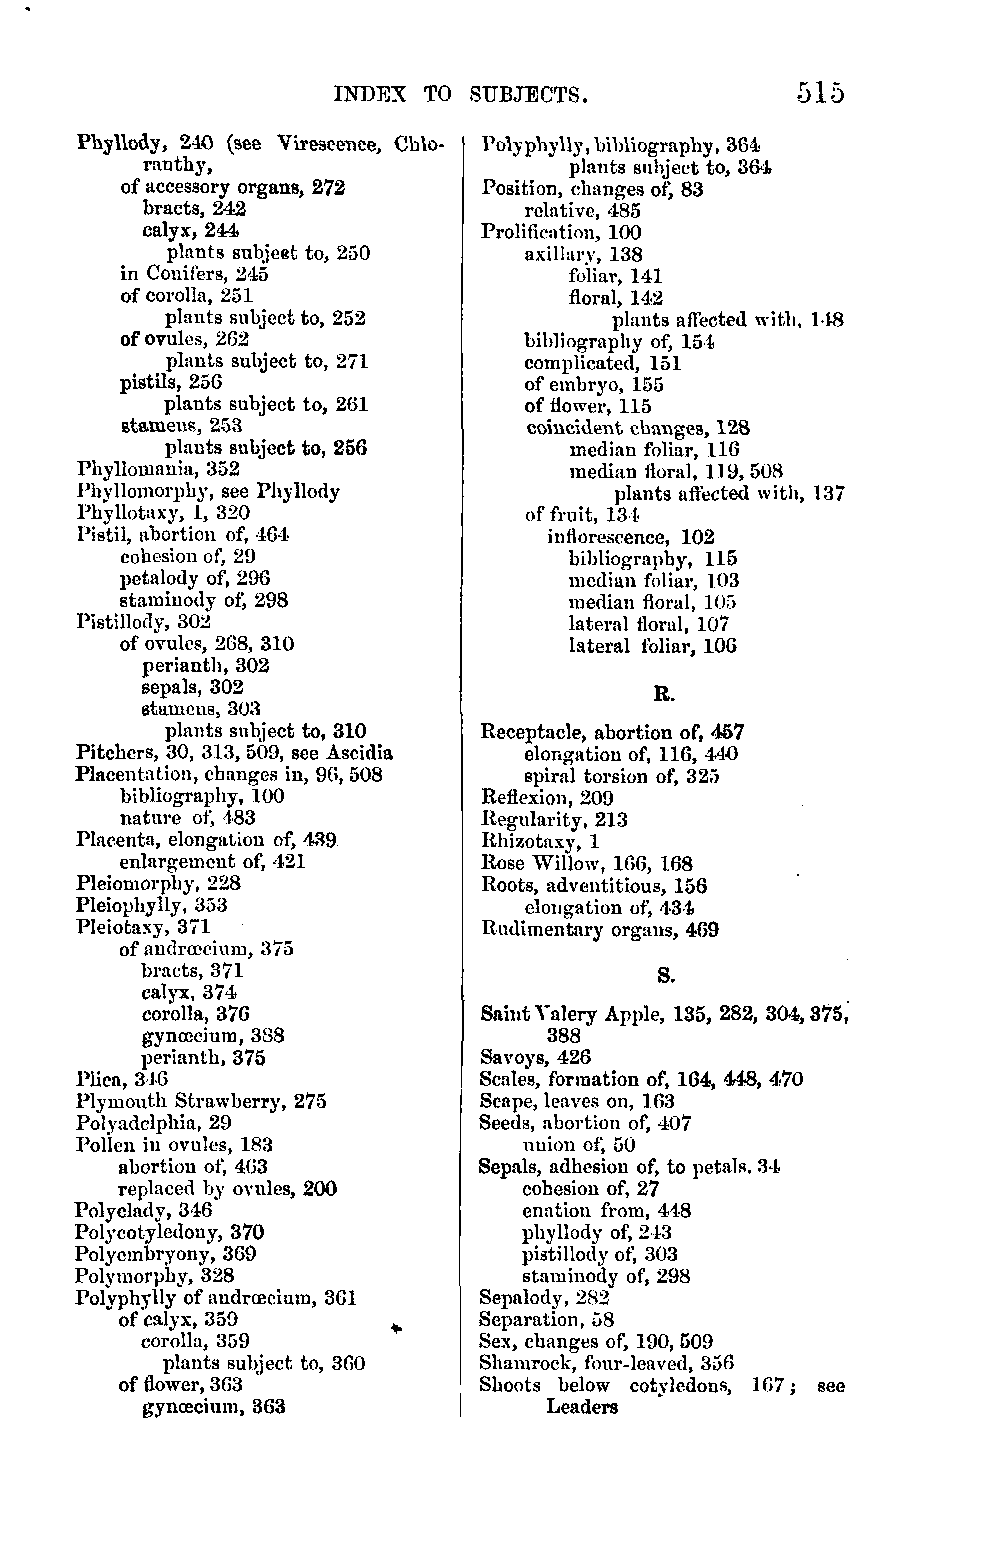 INDEX TO SUBJECTS. 515
Phyllody, 240 (see Virescence, Chlo-
ranthy,
of accessory organs, 272
bracts, 242
calyx, 244
plants subject to, 250
in Conifers, 245
of corolla, 251
plants subject to, 252
of ovules, 262
plants subject to, 271
pistils, 256
plants subject to, 261
stamens, 253
plants subject to, 256
Phyllomania, 352
Phyllomorphy, see Phyllody
Phyllotaxy, 1, 320
Pistil, abortion of, 464
cohesion of, 29
petalody of, 296
staminody of, 298
Pistillody, 302
of ovules, 268, 310
perianth, 302
sepals, 302
stamens, 303
plants subject to, 310
Pitchers, 30, 313, 509, see Ascidia
Placentation, changes in, 96, 508
bibliography, 100
nature of, 483
Placenta, elongation of, 439
enlargement of, 421
Pleiomorphy, 228
Pleiophylly, 353
Pleiotaxy, 371
of andrœcium, 375
bracts, 371
calyx, 374
corolla, 376
gynœcium, 388
perianth, 375
Plica, 346
Plymouth Strawberry, 275
Polyadelphia, 29
Pollen in ovules, 183
abortion of, 463
replaced by ovules, 200
Polyclady, 346
Polycotyledony, 370
Polyembryony, 369
Polymorphy, 328
Polyphylly of andrœcium, 361
of calyx, 359
corolla, 359
plants subject to, 360
of flower, 363
gynœcium, 363
Polyphylly, bibliography, 364
plants subject to, 364
Position, changes of, 83
relative, 485
Prolification, 100
axillary, 138
foliar, 141
floral, 142
plants affected with, 148
bibliography of, 154
complicated, 151
of embryo, 155
of flower, 115
coincident changes, 128
median foliar, 116
median floral, 119, 508
plants affected with, 137
of fruit, 134
inflorescence, 102
bibliography, 115
median foliar, 103
median floral, 105
lateral floral, 107
lateral foliar, 106
R.
Receptacle, abortion of, 457
elongation of, 116, 440
spiral torsion of, 325
Reflexion, 209
Regularity, 213
Rhizotaxy, 1
Rose Willow, 166, 168
Roots, adventitious, 156
elongation of, 434
Rudimentary organs, 469
S.
Saint Valery Apple, 135, 282, 304, 375,
388
Savoys, 426
Scales, formation of, 164, 448, 470
Scape, leaves on, 163
Seeds, abortion of, 407
union of, 50
Sepals, adhesion of, to petals. 34
cohesion of, 27
enation from, 448
phyllody of, 243
pistillody of, 303
staminody of, 298
Sepalody, 282
Separation, 58
Sex, changes of, 190, 509
Shamrock, four-leaved, 356
Shoots below cotyledons, 167; see
Leaders